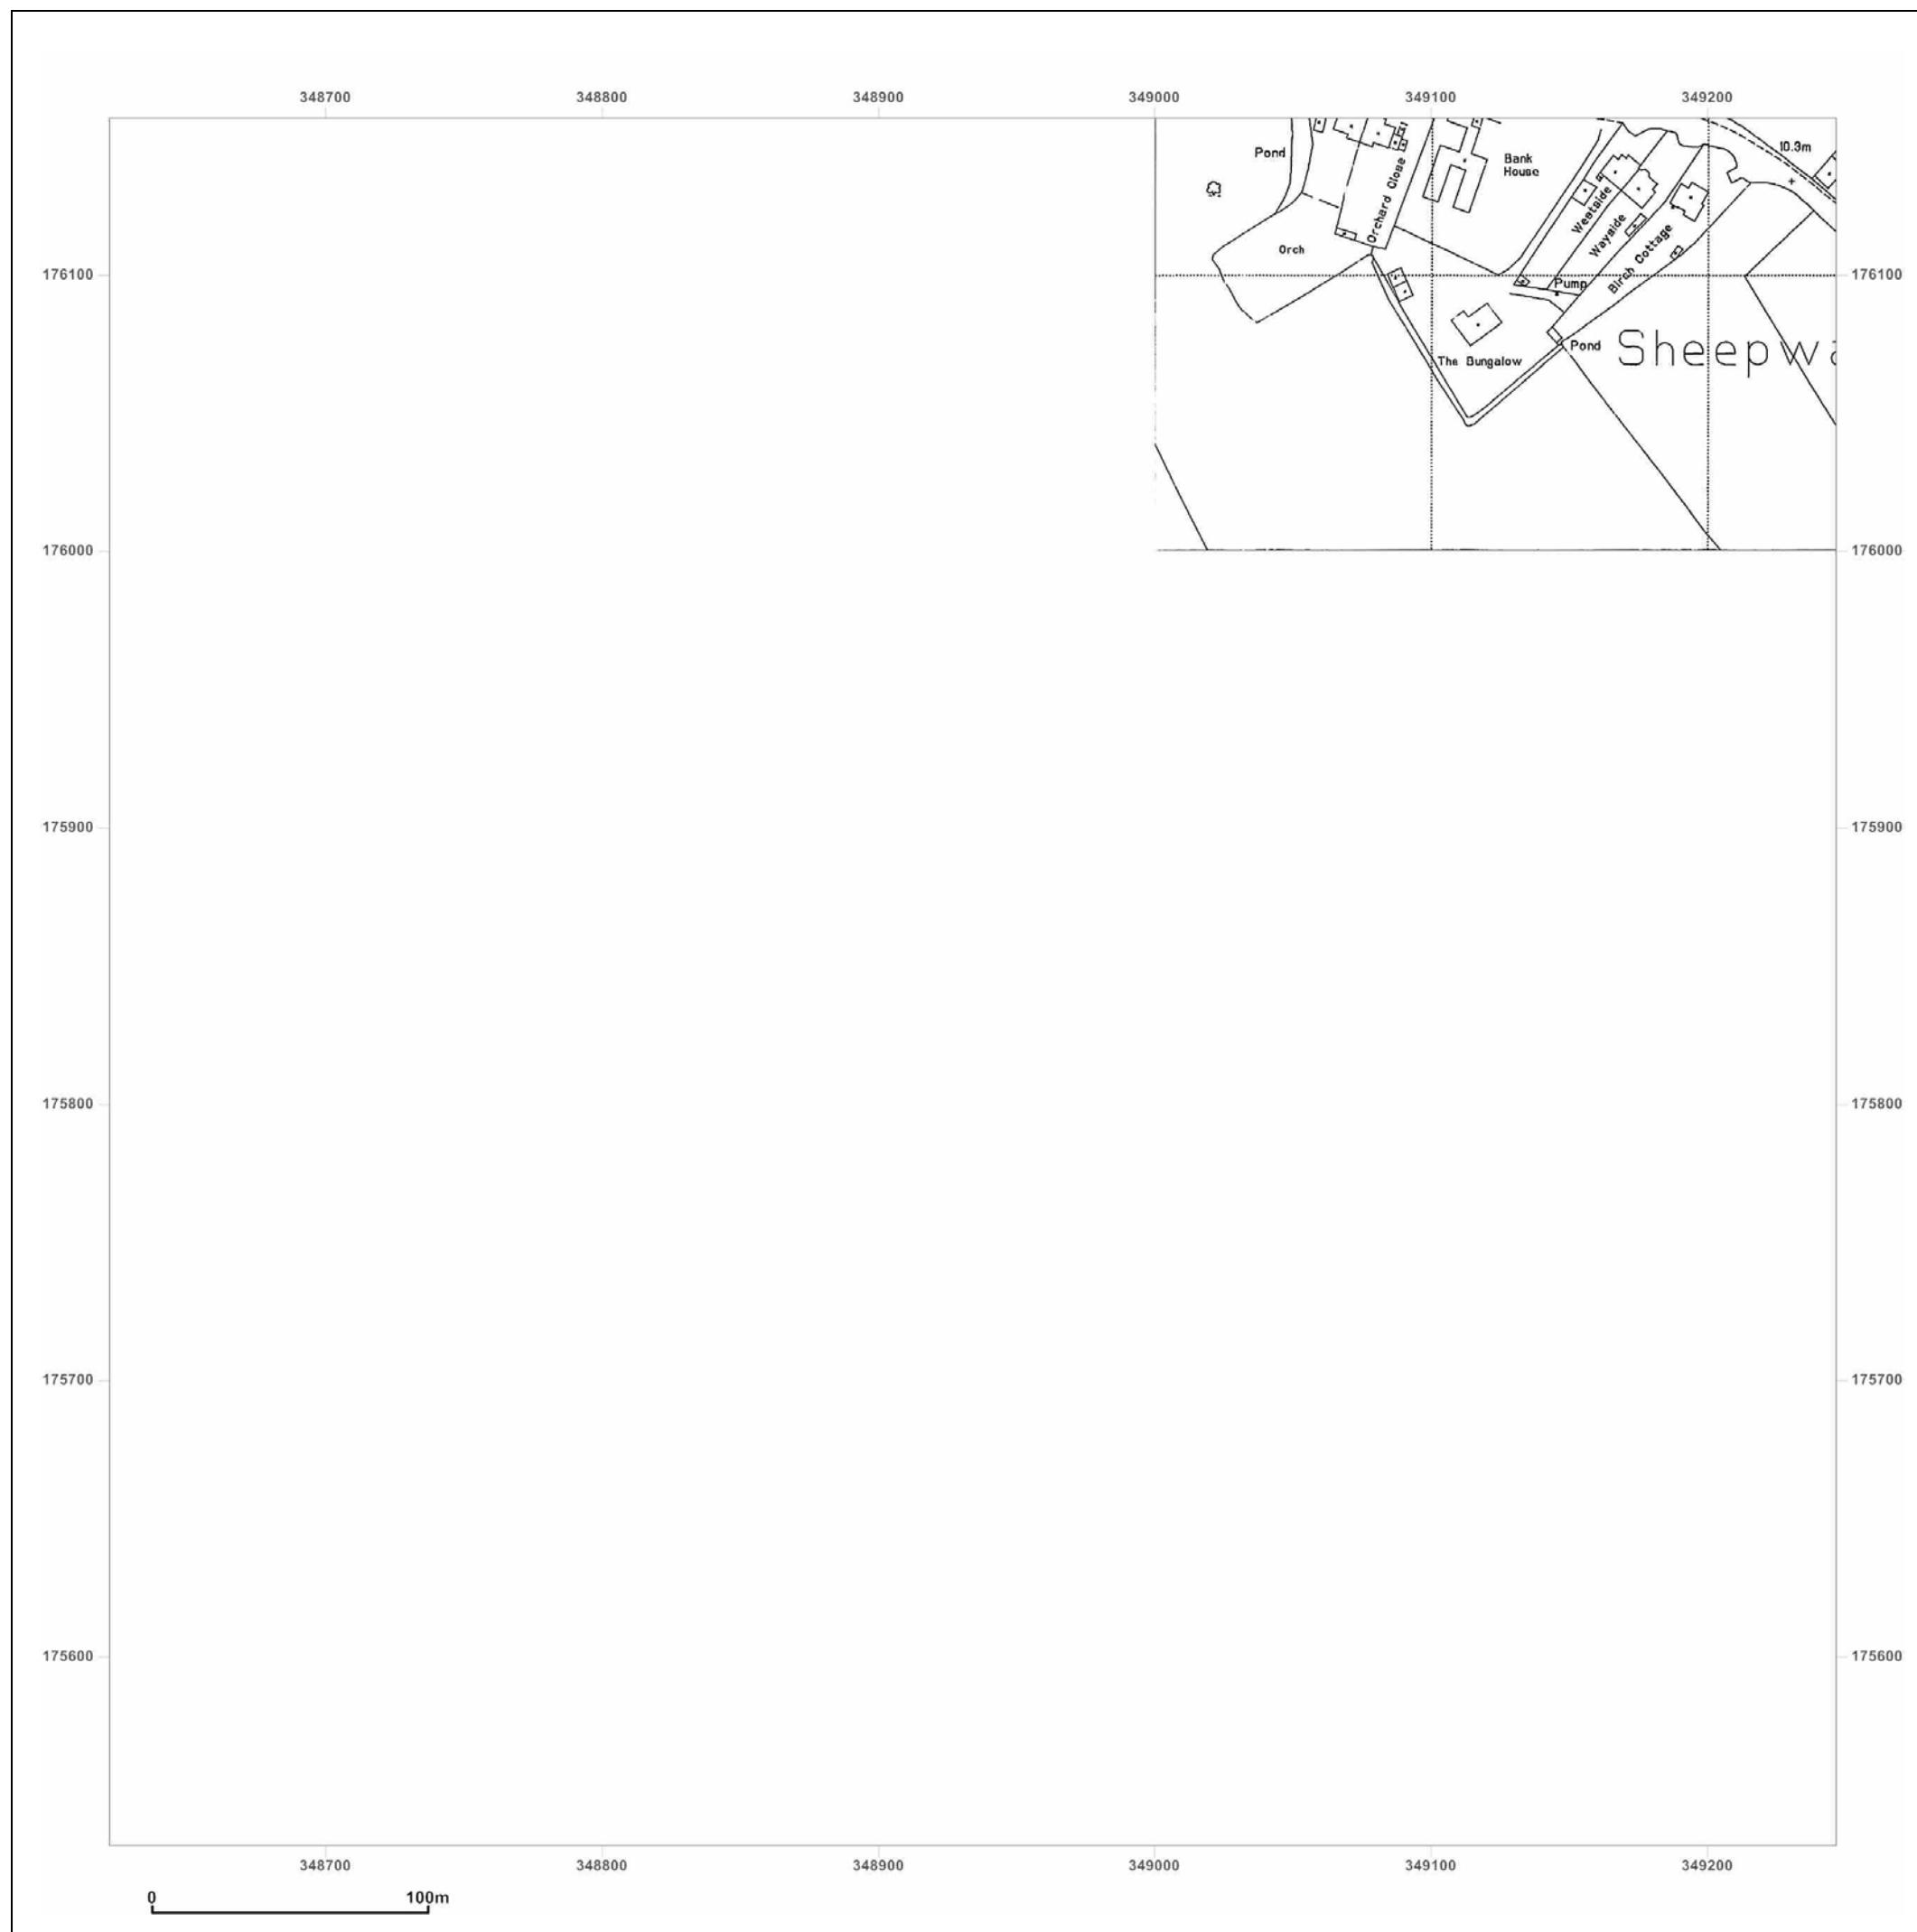 348700 348800 348900 349000 349100 349200
10.3m
Pond
Bank
House
Orchard Close
Westside
Wayside
Birch Cottage
Orch
176100 176100
Pump
Pond
The Bungalow
176000 176000
175900 175900
175800 175800
175700 175700
175600 175600
348700 348800 348900 349000 349100 349200
0 100m